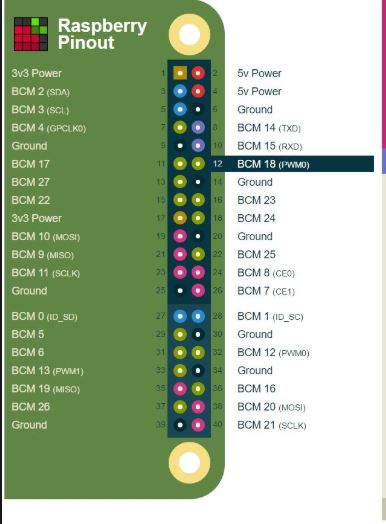 Raspberry
Pinout
3v3 Power 1 2 5v Power
BCM 2 (SDA) 3 4 5v Power
BCM 3 (SCL) 5 6 Ground
BCM 4 (GPCLK0) 7 8 BCM 14 (TXD)
Ground 9 10 BCM 15 (RXD)
BCM 17 11 12 BCM 18 (PWM0)
BCM 27 13 14 Ground
BCM 22 15 16 BCM 23
3v3 Power 17 18 BCM 24
BCM 10 (MOSI) 19 20 Ground
BCM 9 (MISO) 21 22 BCM 25
BCM 11 (SCLK) 23 24 BCM 8 (CE0)
Ground 25 26 BCM 7 (CE1)
BCM 0 (ID_SD) 27 28 BCM 1 (ID_SC)
BCM 5 29 30 Ground
BCM 6 31 32 BCM 12 (PWM0)
BCM 13 (PWM1) 33 34 Ground
BCM 19 (MISO) 35 36 BCM 16
BCM 26 37 38 BCM 20 (MOSI)
Ground 39 40 BCM 21 (SCLK)